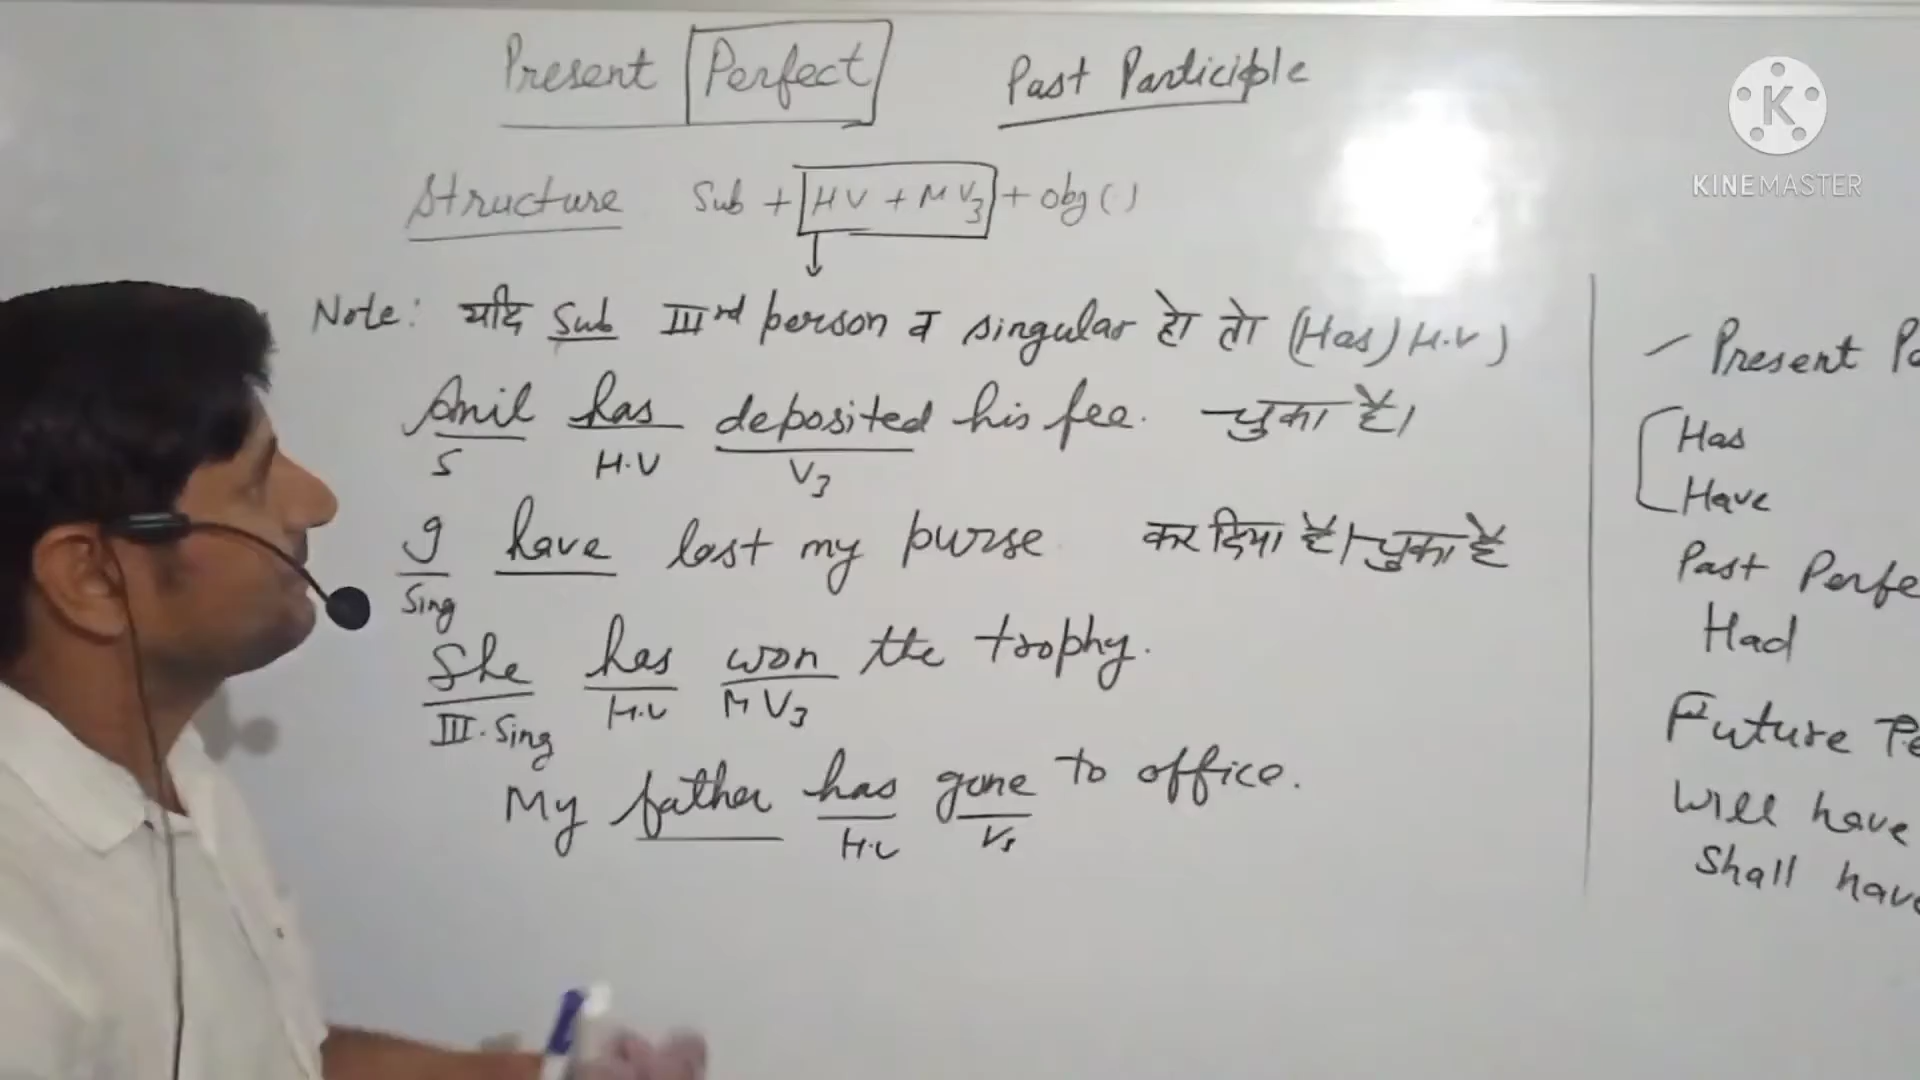 Present Perfect Past Participle
Structure Sub + HV + MV3 + obj ( )
Note: यदि Sub IIIrd person व singular हो तो (Has) H.V)
Anil has deposited his fee. चुका है।
S H.V V3
I have lost my purse कर दिया है। चुका है
Sing
She has won the trophy.
III. Sing H.V MV3
My father has gone to office.
H.V V3
Present Pa
Has
Have
Past Perfe
Had
Future Pe
Will have
Shall have
K
KINEMASTER